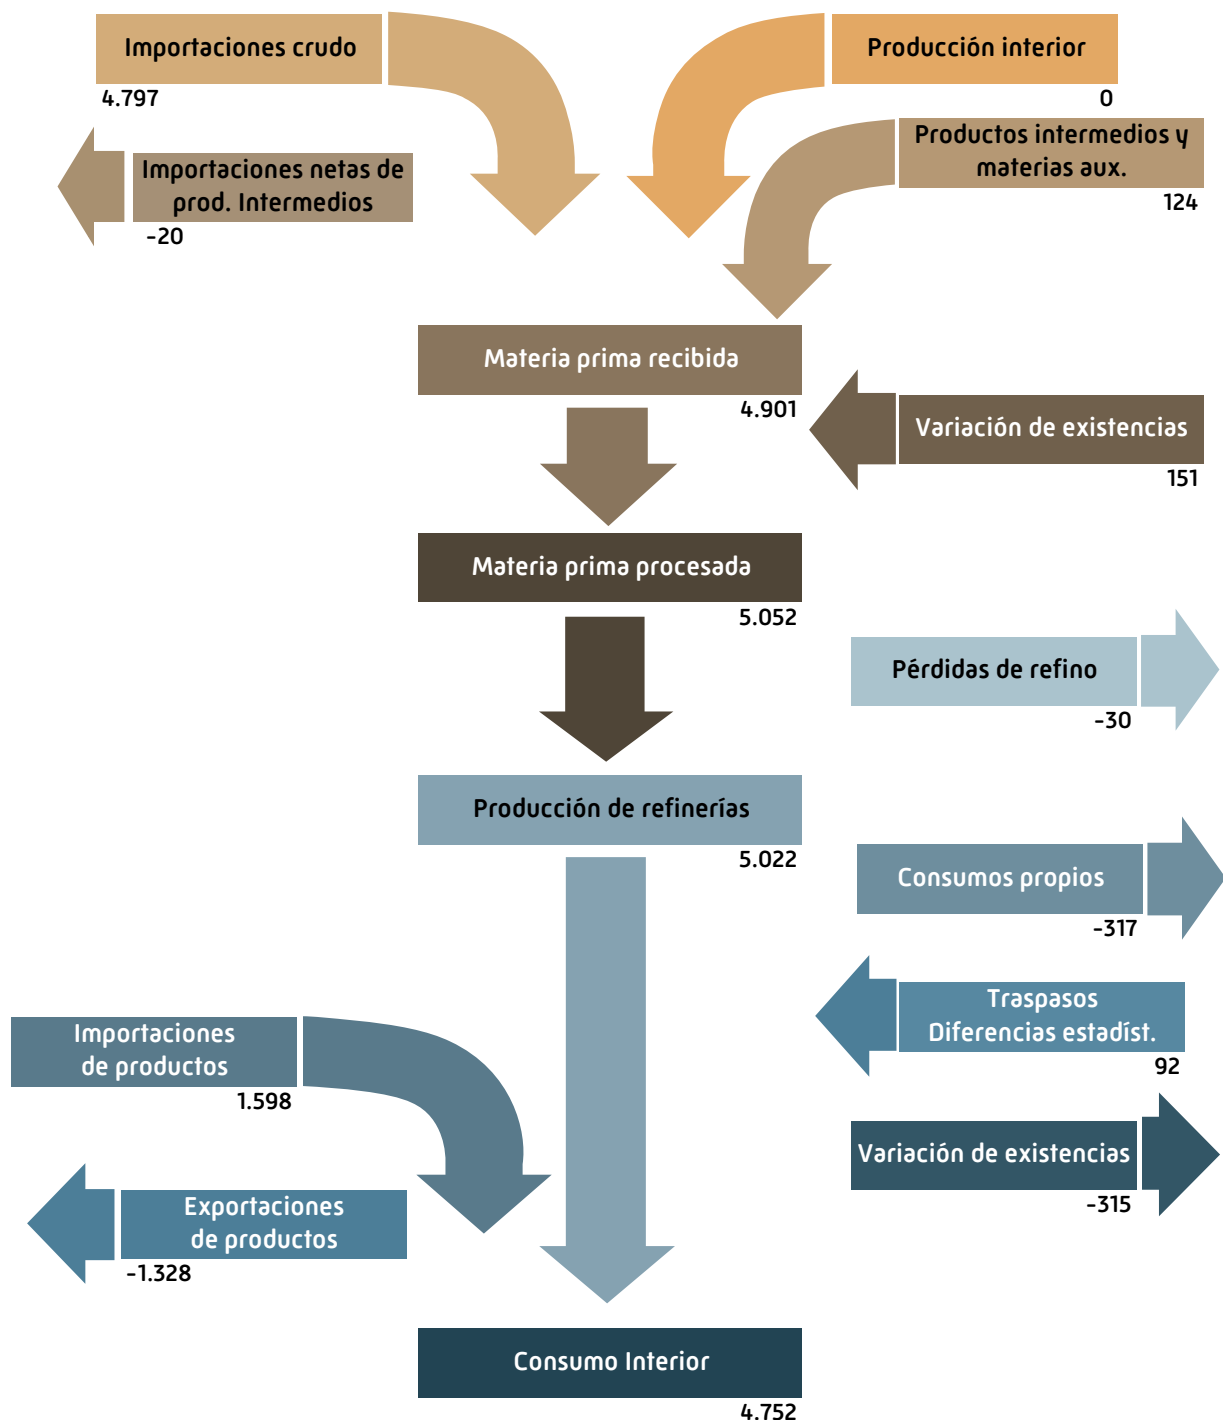 Importaciones crudo
4.797
Producción interior
0
Importaciones netas de
prod. Intermedios
-20
Productos intermedios y
materias aux.
124
Materia prima recibida
4.901
Variación de existencias
151
Materia prima procesada
5.052
Pérdidas de refino
-30
Producción de refinerías
5.022
Consumos propios
-317
Traspasos
Diferencias estadíst.
92
Importaciones
de productos
1.598
Variación de existencias
-315
Exportaciones
de productos
-1.328
Consumo Interior
4.752